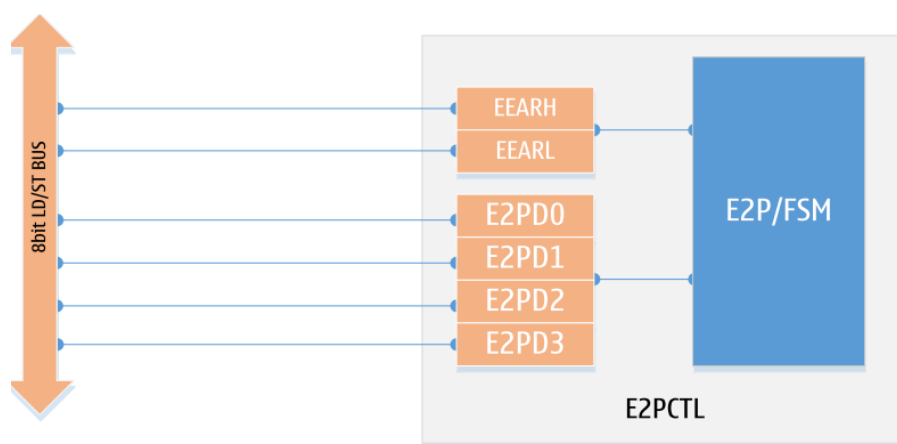 8bit LD/ST BUS
EEARH
EEARL
E2PD0
E2PD1
E2PD2
E2PD3
E2P/FSM
E2PCTL